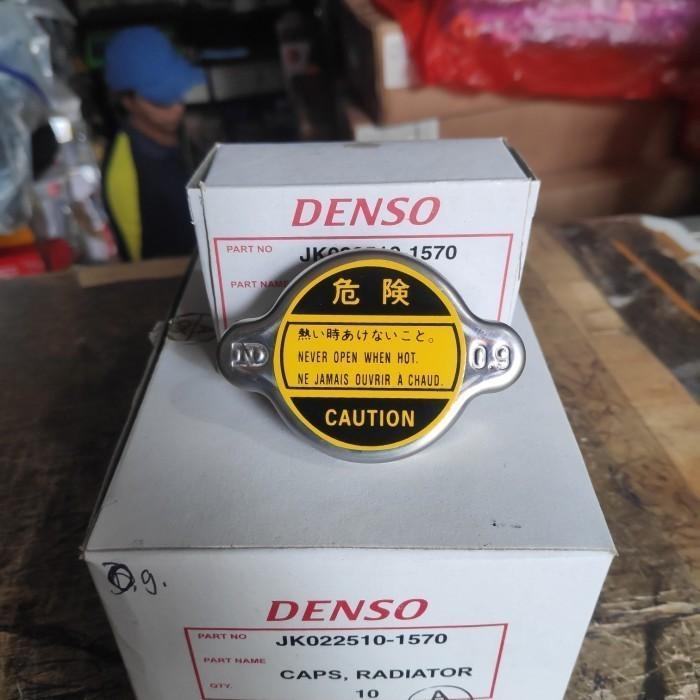 DENSO
PART NO
JK022510-1570
PART NAME
危険
熱い時あけないこと。
NEVER OPEN WHEN HOT.
NE JAMAIS OUVRIR A CHAUD.
CAUTION
ND
0.9
0.9.
DENSO
PART NO JK022510-1570
PART NAME CAPS, RADIATOR
QTY. 10 A